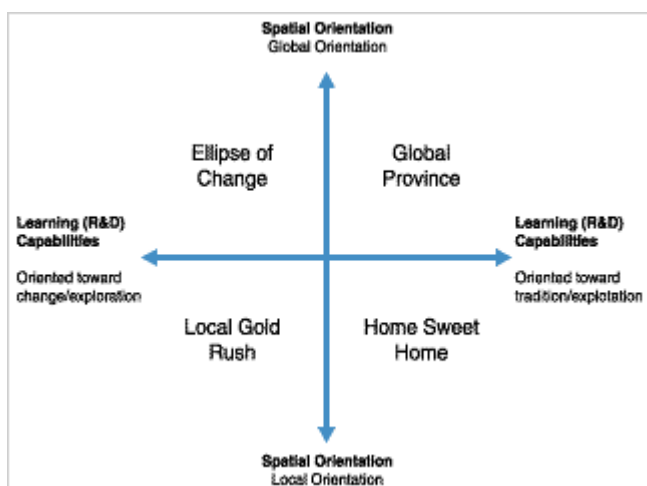 Spatial Orientation
Global Orientation
Ellipse of
Change
Global
Province
Learning (R&D)
Capabilities
Oriented toward
change/exploration
Learning (R&D)
Capabilities
Oriented toward
tradition/explotation
Local Gold
Rush
Home Sweet
Home
Spatial Orientation
Local Orientation